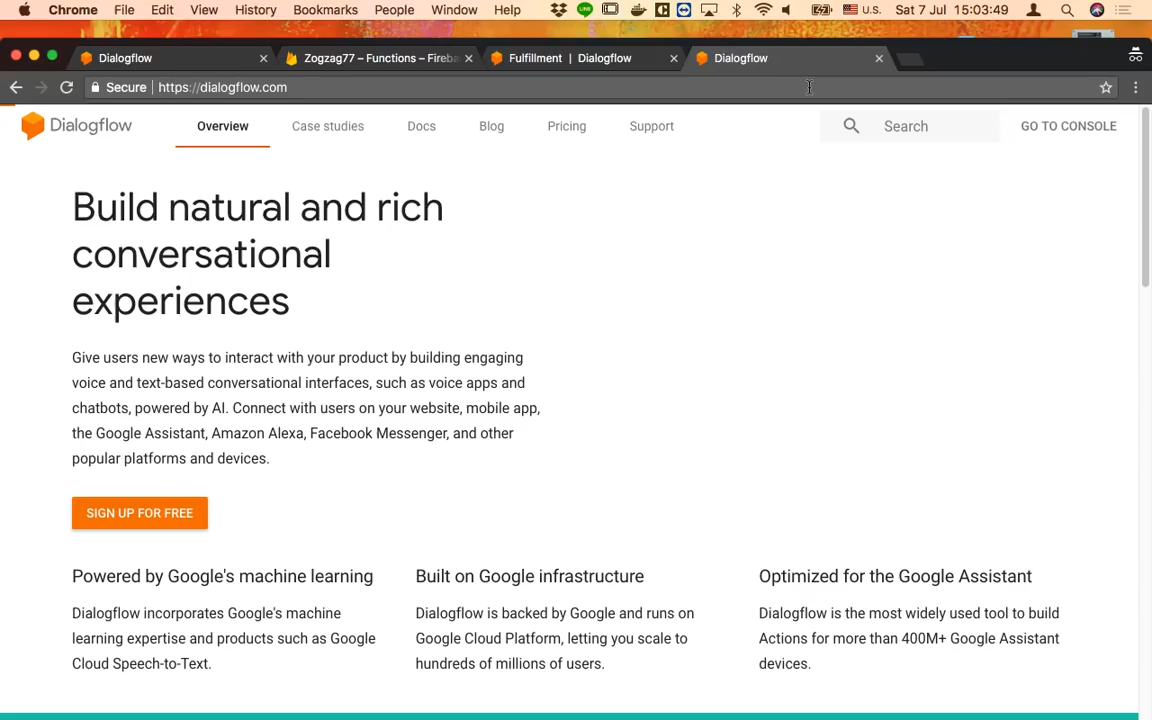 Chrome File Edit View History Bookmarks People Window Help U.S. Sat 7 Jul 15:03:49
Dialogflow Zogzag77 – Functions – Fireba Fulfillment | Dialogflow Dialogflow
Secure https://dialogflow.com
Dialogflow Overview Case studies Docs Blog Pricing Support Search GO TO CONSOLE
Build natural and rich
conversational
experiences
Give users new ways to interact with your product by building engaging
voice and text-based conversational interfaces, such as voice apps and
chatbots, powered by AI. Connect with users on your website, mobile app,
the Google Assistant, Amazon Alexa, Facebook Messenger, and other
popular platforms and devices.
SIGN UP FOR FREE
Powered by Google's machine learning
Dialogflow incorporates Google's machine
learning expertise and products such as Google
Cloud Speech-to-Text.
Built on Google infrastructure
Dialogflow is backed by Google and runs on
Google Cloud Platform, letting you scale to
hundreds of millions of users.
Optimized for the Google Assistant
Dialogflow is the most widely used tool to build
Actions for more than 400M+ Google Assistant
devices.